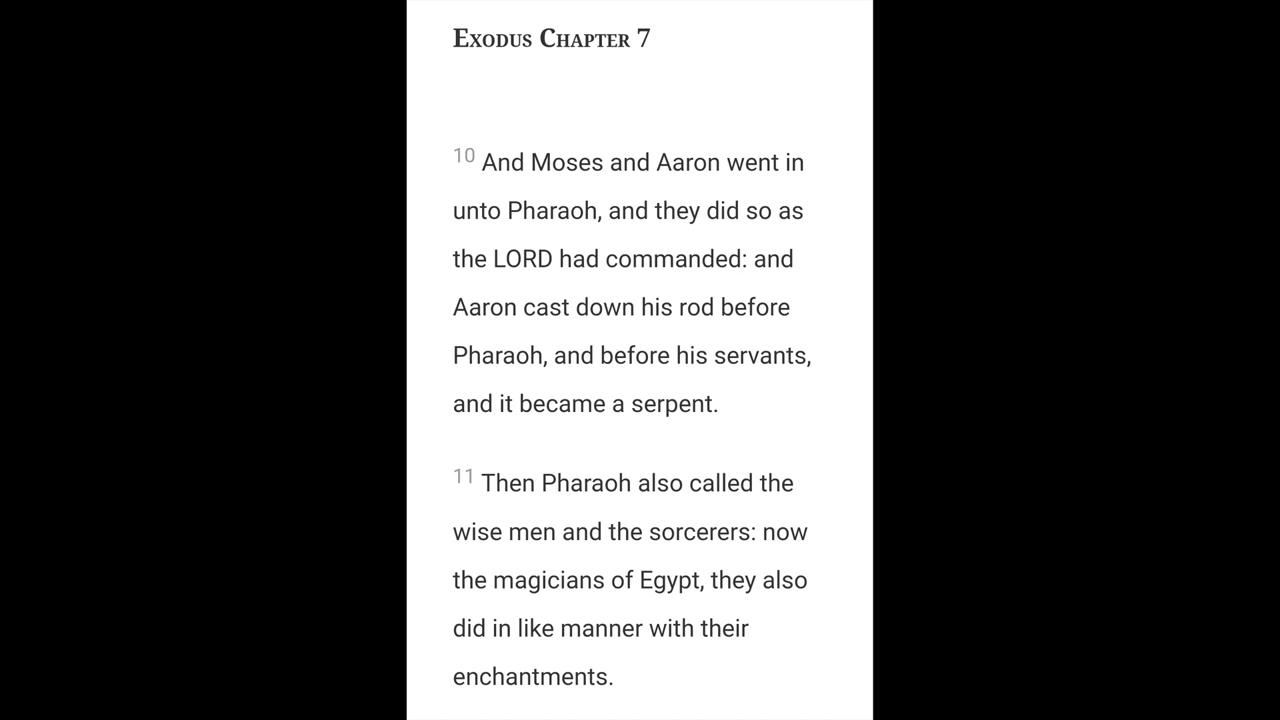 Exodus Chapter 7
10 And Moses and Aaron went in
unto Pharaoh, and they did so as
the LORD had commanded: and
Aaron cast down his rod before
Pharaoh, and before his servants,
and it became a serpent.
11 Then Pharaoh also called the
wise men and the sorcerers: now
the magicians of Egypt, they also
did in like manner with their
enchantments.